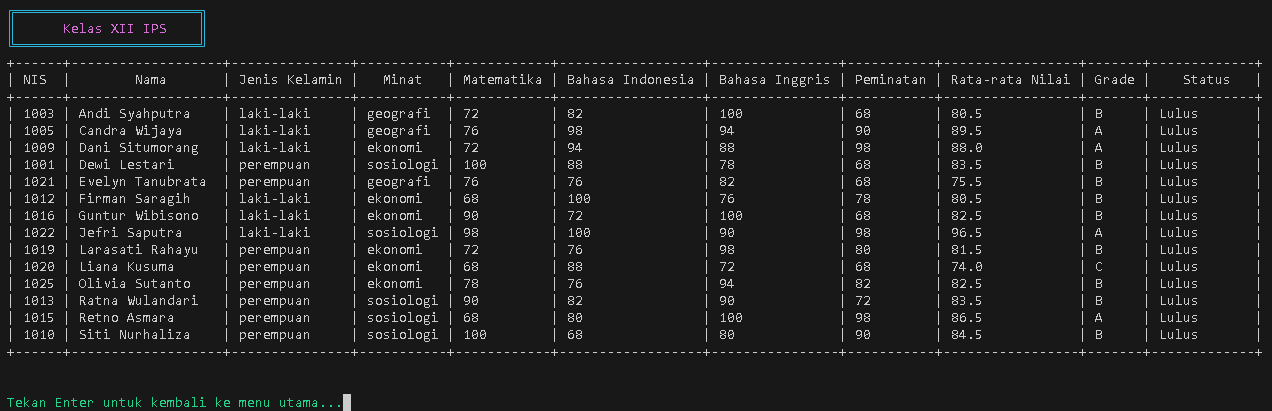 Kelas XII IPS
| NIS | Nama | Jenis Kelamin | Minat | Matematika | Bahasa Indonesia | Bahasa Inggris | Peminatan | Rata-rata Nilai | Grade | Status |
| 1003 | Andi Syahputra | laki-laki | geografi | 72 | 82 | 100 | 68 | 80.5 | B | Lulus |
| 1005 | Candra Wijaya | laki-laki | geografi | 76 | 98 | 94 | 90 | 89.5 | A | Lulus |
| 1009 | Dani Situmorang | laki-laki | ekonomi | 72 | 94 | 88 | 98 | 88.0 | A | Lulus |
| 1001 | Dewi Lestari | perempuan | sosiologi | 100 | 88 | 78 | 68 | 83.5 | B | Lulus |
| 1021 | Evelyn Tanubrata | perempuan | geografi | 76 | 76 | 82 | 68 | 75.5 | B | Lulus |
| 1012 | Firman Saragih | laki-laki | ekonomi | 68 | 100 | 76 | 78 | 80.5 | B | Lulus |
| 1016 | Guntur Wibisono | laki-laki | ekonomi | 90 | 72 | 100 | 68 | 82.5 | B | Lulus |
| 1022 | Jefri Saputra | laki-laki | sosiologi | 98 | 100 | 90 | 98 | 96.5 | A | Lulus |
| 1019 | Larasati Rahayu | perempuan | ekonomi | 72 | 76 | 98 | 80 | 81.5 | B | Lulus |
| 1020 | Liana Kusuma | perempuan | ekonomi | 68 | 88 | 72 | 68 | 74.0 | C | Lulus |
| 1025 | Olivia Sutanto | perempuan | ekonomi | 78 | 76 | 94 | 82 | 82.5 | B | Lulus |
| 1013 | Ratna Wulandari | perempuan | sosiologi | 90 | 82 | 90 | 72 | 83.5 | B | Lulus |
| 1015 | Retno Asmara | perempuan | sosiologi | 68 | 80 | 100 | 98 | 86.5 | A | Lulus |
| 1010 | Siti Nurhaliza | perempuan | sosiologi | 100 | 68 | 80 | 90 | 84.5 | B | Lulus |
Tekan Enter untuk kembali ke menu utama...